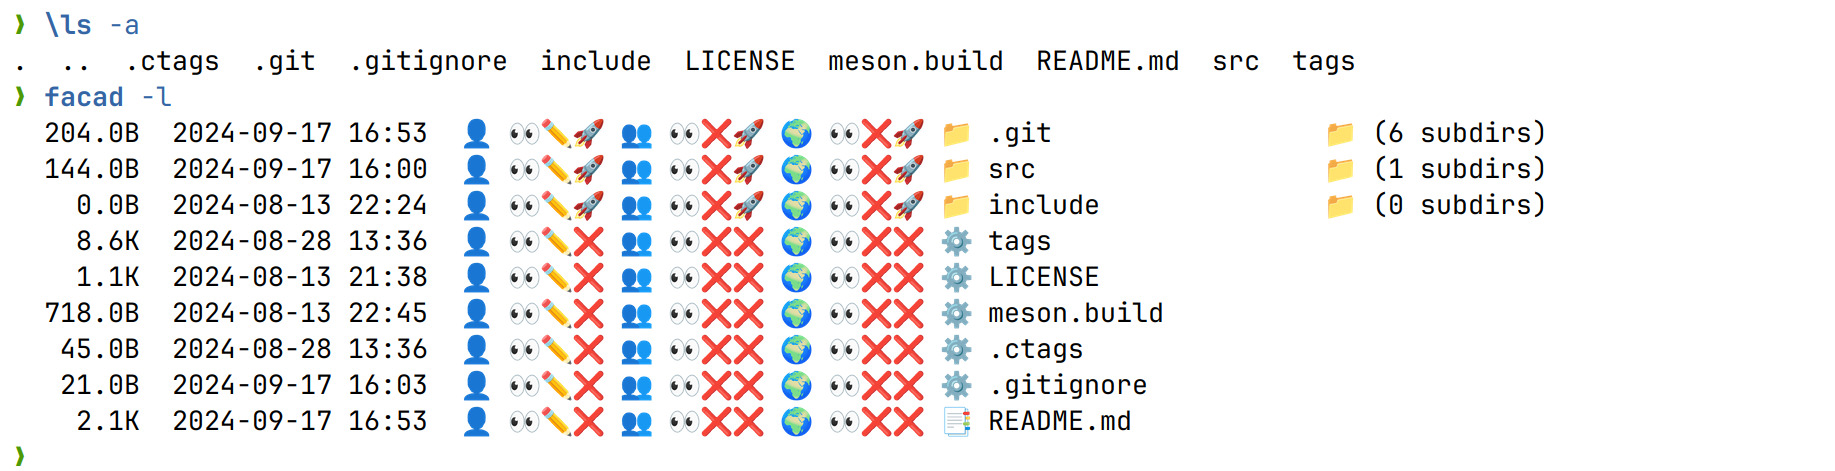 ❯ \ls -a
.  ..  .ctags  .git  .gitignore  include  LICENSE  meson.build  README.md  src  tags
❯ facad -l
204.0B  2024-09-17 16:53  👤 👀✏️🚀 👥 👀❌🚀 🌍 👀❌🚀 📁 .git  📁 (6 subdirs)
144.0B  2024-09-17 16:00  👤 👀✏️🚀 👥 👀❌🚀 🌍 👀❌🚀 📁 src  📁 (1 subdirs)
0.0B  2024-08-13 22:24  👤 👀✏️🚀 👥 👀❌🚀 🌍 👀❌🚀 📁 include  📁 (0 subdirs)
8.6K  2024-08-28 13:36  👤 👀✏️❌ 👥 👀❌❌ 🌍 👀❌❌ ⚙️ tags
1.1K  2024-08-13 21:38  👤 👀✏️❌ 👥 👀❌❌ 🌍 👀❌❌ ⚙️ LICENSE
718.0B  2024-08-13 22:45  👤 👀✏️❌ 👥 👀❌❌ 🌍 👀❌❌ ⚙️ meson.build
45.0B  2024-08-28 13:36  👤 👀✏️❌ 👥 👀❌❌ 🌍 👀❌❌ ⚙️ .ctags
21.0B  2024-09-17 16:03  👤 👀✏️❌ 👥 👀❌❌ 🌍 👀❌❌ ⚙️ .gitignore
2.1K  2024-09-17 16:53  👤 👀✏️❌ 👥 👀❌❌ 🌍 👀❌❌ 📑 README.md
❯